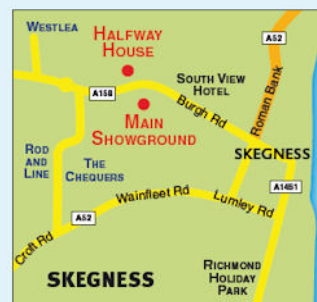 WESTLEA
HALFWAY
HOUSE
A52
A158
SOUTH VIEW
HOTEL
Burgh Rd
Roman Bank
MAIN
SHOWGROUND
ROD
AND
LINE
THE
CHEQUERS
SKEGNESS
A1451
Wainfleet Rd
Lumley Rd
A52
Croft Rd
SKEGNESS
RICHMOND
HOLIDAY
PARK